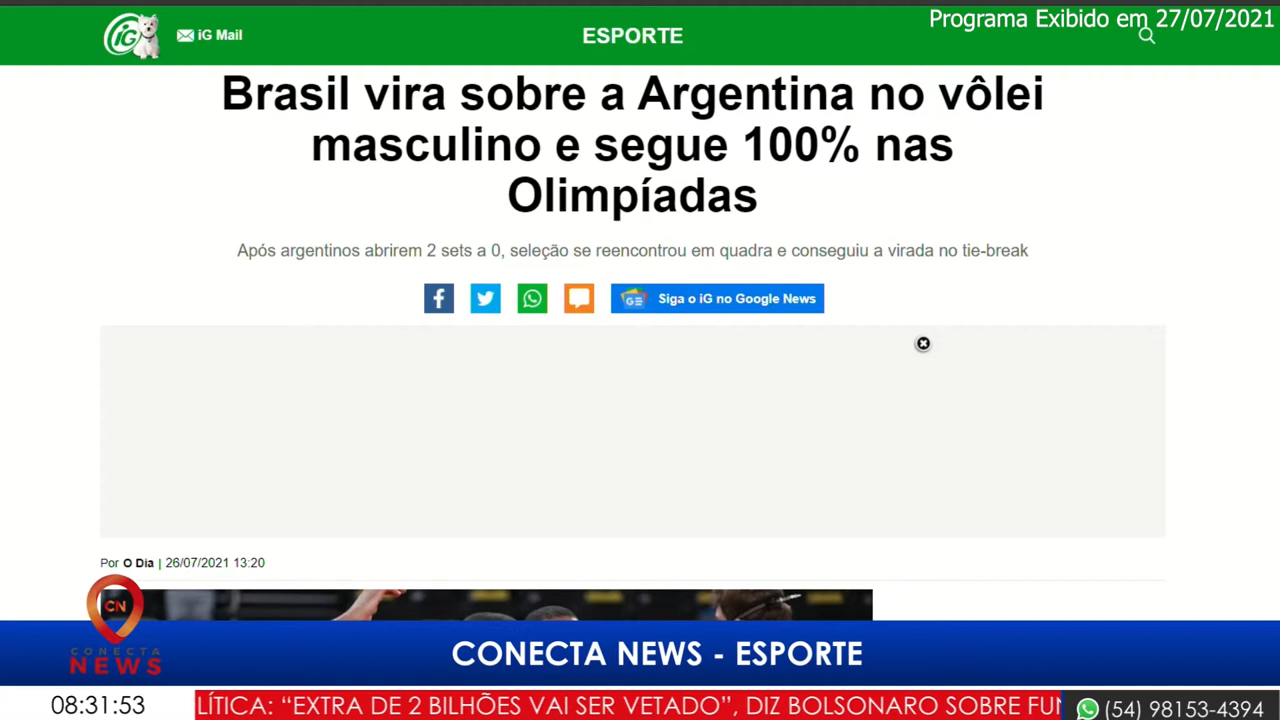 Programa Exibido em 27/07/2021
iG
iG Mail
ESPORTE
Brasil vira sobre a Argentina no vôlei
masculino e segue 100% nas
Olimpíadas
Após argentinos abrirem 2 sets a 0, seleção se reencontrou em quadra e conseguiu a virada no tie-break
Siga o iG no Google News
Por O Dia | 26/07/2021 13:20
CN
CONECTA
NEWS
CONECTA NEWS - ESPORTE
08:31:53
LÍTICA: “EXTRA DE 2 BILHÕES VAI SER VETADO”, DIZ BOLSONARO SOBRE FUN
(54) 98153-4394